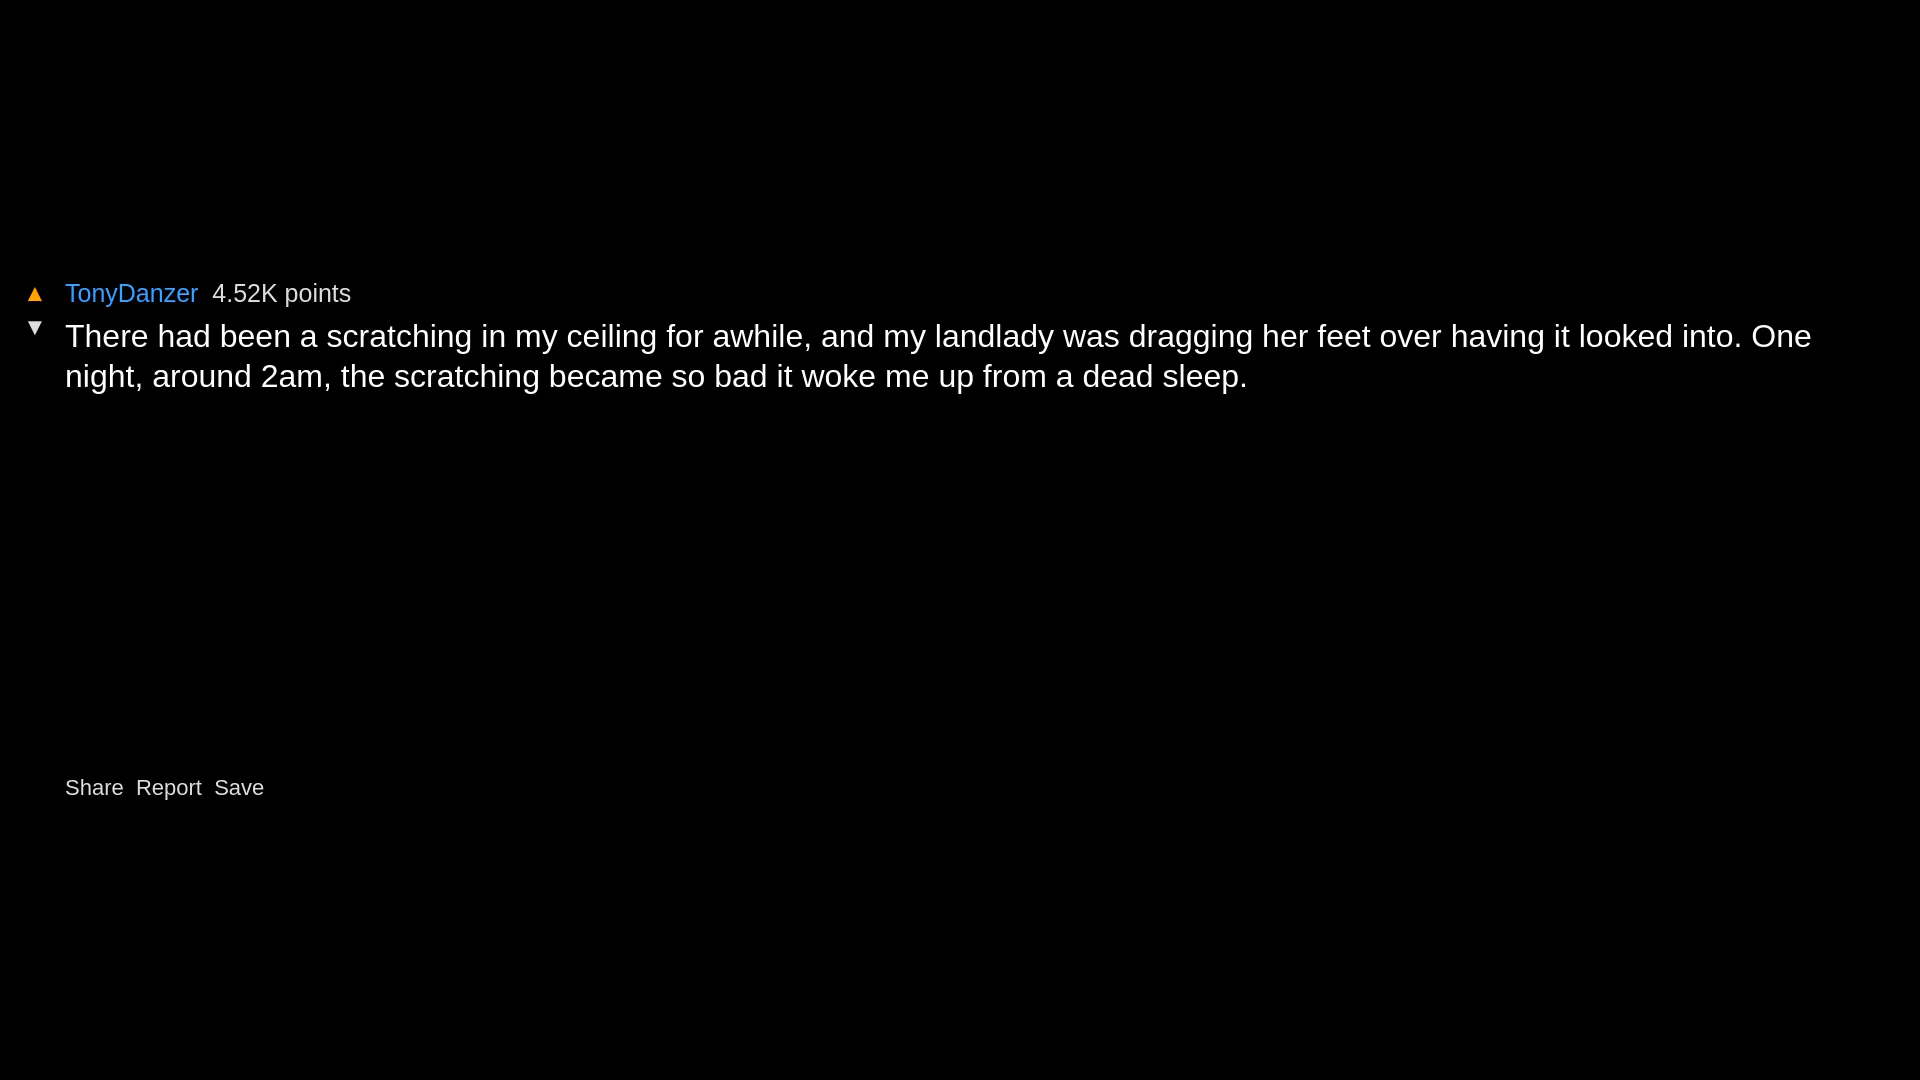 ▲ TonyDanzer 4.52K points
▼ There had been a scratching in my ceiling for awhile, and my landlady was dragging her feet over having it looked into. One
night, around 2am, the scratching became so bad it woke me up from a dead sleep.
Share Report Save